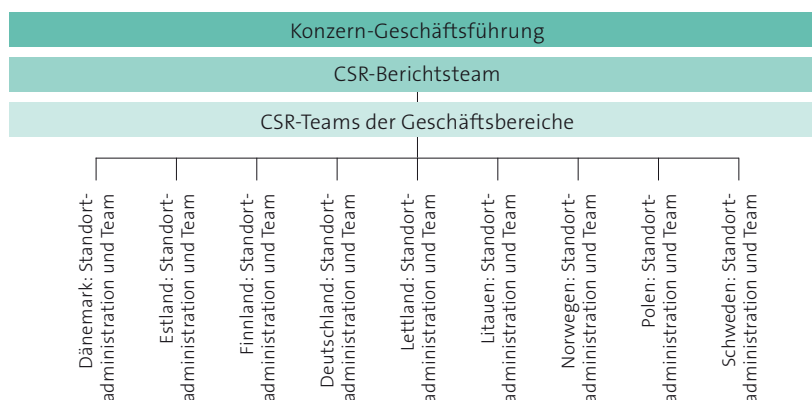 Konzern-Geschäftsführung
CSR-Berichtsteam
CSR-Teams der Geschäftsbereiche
Dänemark: Standort-
administration und Team
Estland: Standort-
administration und Team
Finnland: Standort-
administration und Team
Deutschland: Standort-
administration und Team
Lettland: Standort-
administration und Team
Litauen: Standort-
administration und Team
Norwegen: Standort-
administration und Team
Polen: Standort-
administration und Team
Schweden: Standort-
administration und Team